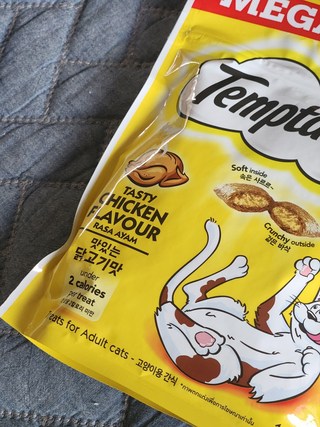 MEGA
Tempta
Soft inside
속은 사르르~
Crunchy outside
겉은 바삭
TASTY
CHICKEN
FLAVOUR
RASA AYAM
맛있는
닭고기맛
under
2 calories
per treat
eats for Adult cats - 고양이용 간식